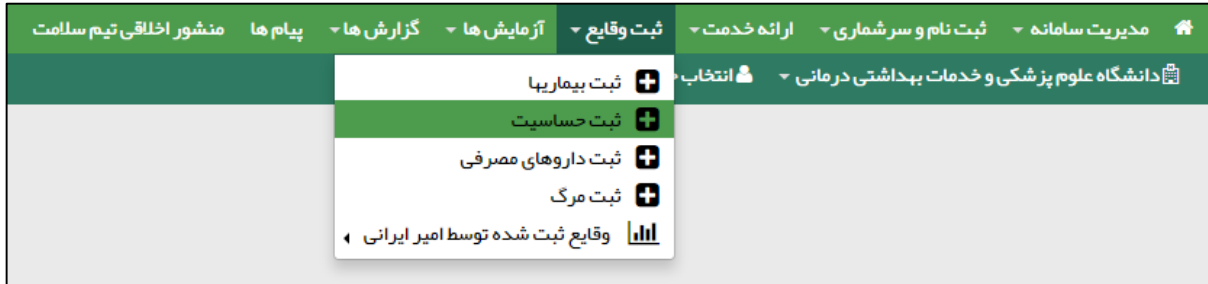 مدیریت سامانه ثبت نام و سرشماری ارائه خدمت ثبت وقایع آزمایش ها گزارش ها پیام ها منشور اخلاقی تیم سلامت
دانشگاه علوم پزشکی و خدمات بهداشتی درمانی انتخاب
ثبت بیماریها
ثبت حساسیت
ثبت داروهای مصرفی
ثبت مرگ
وقایع ثبت شده توسط امیر ایرانی